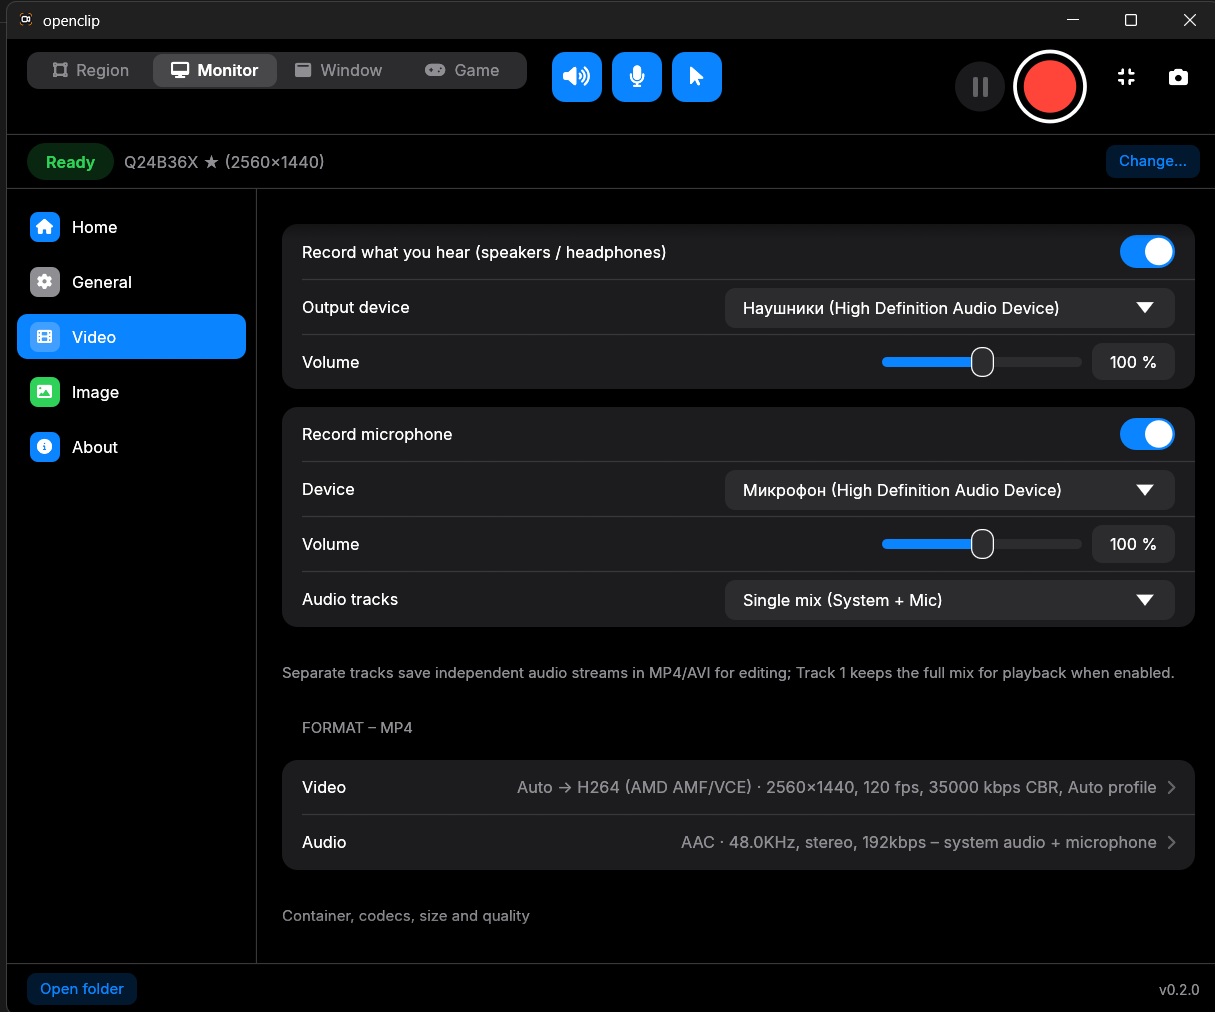 openclip
Region Monitor Window Game
Ready Q24B36X ★ (2560×1440) Change...
Home
General
Video
Image
About
Record what you hear (speakers / headphones)
Output device Наушники (High Definition Audio Device)
Volume 100 %
Record microphone
Device Микрофон (High Definition Audio Device)
Volume 100 %
Audio tracks Single mix (System + Mic)
Separate tracks save independent audio streams in MP4/AVI for editing; Track 1 keeps the full mix for playback when enabled.
FORMAT – MP4
Video Auto → H264 (AMD AMF/VCE) · 2560×1440, 120 fps, 35000 kbps CBR, Auto profile
Audio AAC · 48.0KHz, stereo, 192kbps – system audio + microphone
Container, codecs, size and quality
Open folder v0.2.0